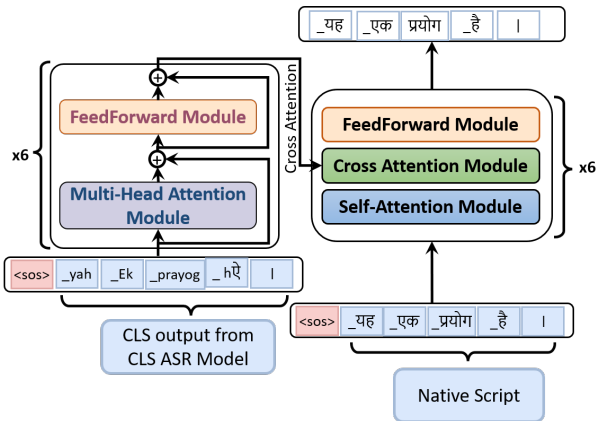 _यह _एक प्रयोग _है |
Cross Attention
FeedForward Module
x6
Multi-Head Attention
Module
FeedForward Module
Cross Attention Module
Self-Attention Module
x6
<sos> _yah _Ek _prayog _hऐ |
CLS output from
CLS ASR Model
<sos> _यह _एक _प्रयोग _है |
Native Script